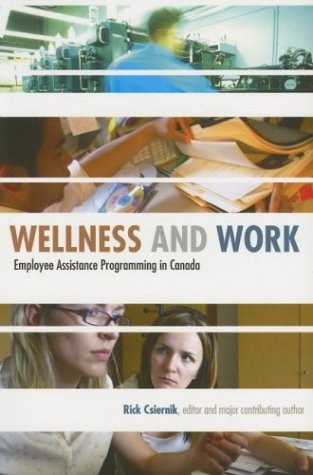 WELLNESS AND WORK
Employee Assistance Programming in Canada
Rick Csiernik, editor and major contributing author